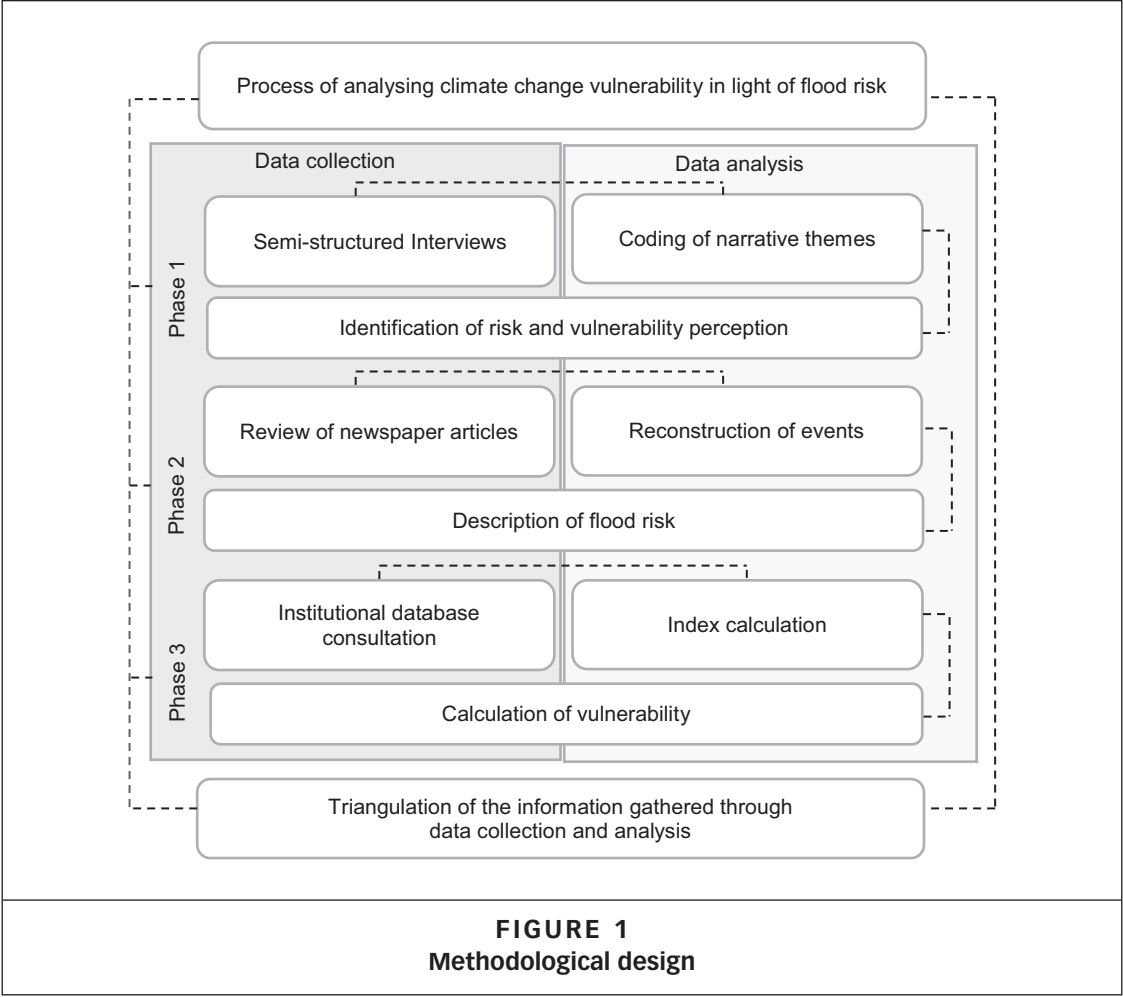 Process of analysing climate change vulnerability in light of flood risk
Data collection
Data analysis
Phase 1
Semi-structured Interviews
Coding of narrative themes
Identification of risk and vulnerability perception
Phase 2
Review of newspaper articles
Reconstruction of events
Description of flood risk
Phase 3
Institutional database
consultation
Index calculation
Calculation of vulnerability
Triangulation of the information gathered through
data collection and analysis
FIGURE 1
Methodological design